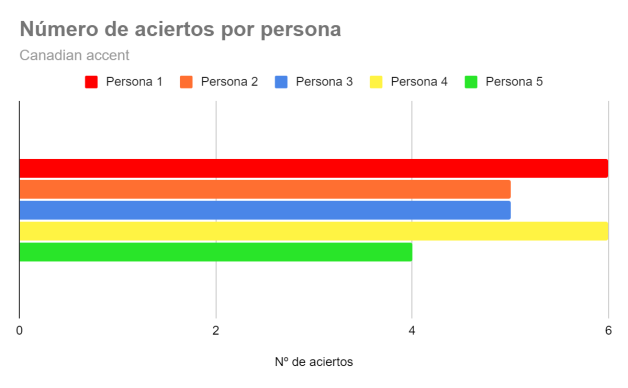 Número de aciertos por persona
Canadian accent
Persona 1 Persona 2 Persona 3 Persona 4 Persona 5
0 2 4 6
Nº de aciertos